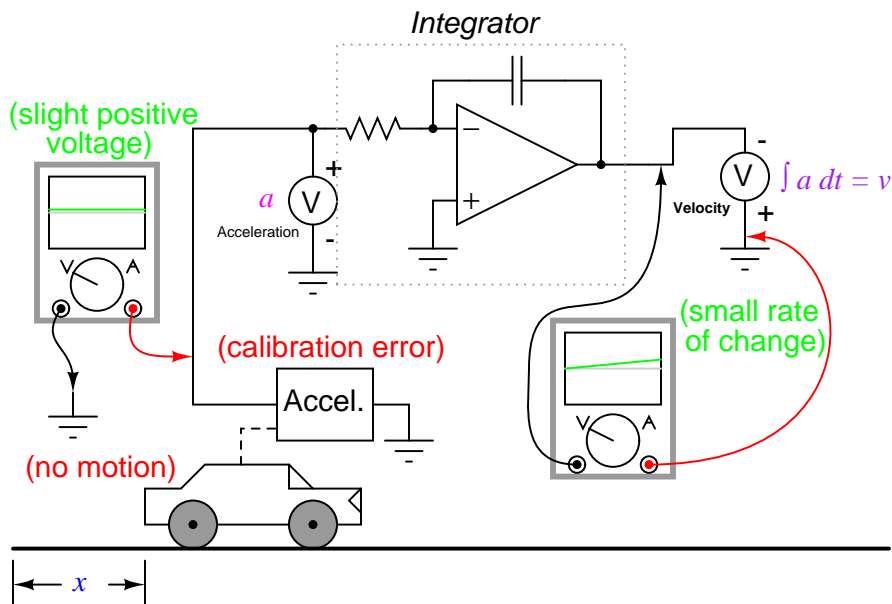 Integrator
(slight positive
voltage)
V A
a
+
V
-
Acceleration
−
+
Velocity
-
V
+
∫ a dt = v
(calibration error)
Accel.
(small rate
of change)
V A
(no motion)
x